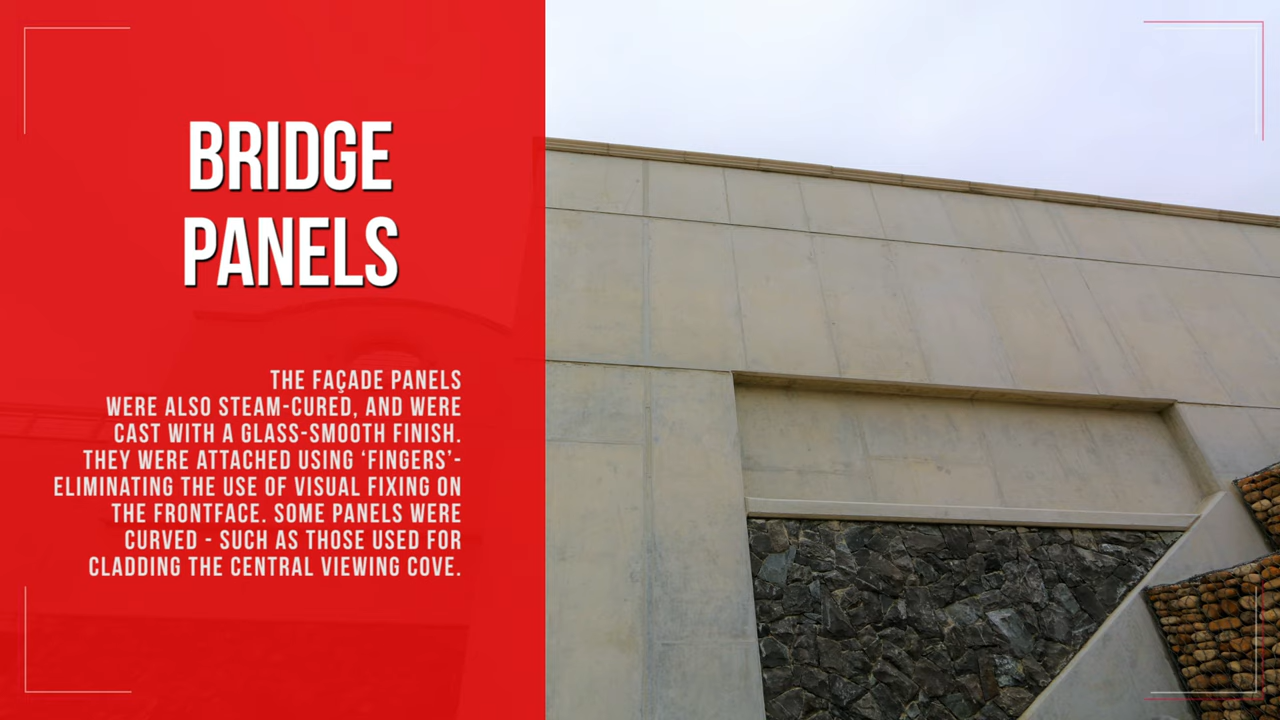 BRIDGE
PANELS
THE FAÇADE PANELS
WERE ALSO STEAM-CURED, AND WERE
CAST WITH A GLASS-SMOOTH FINISH.
THEY WERE ATTACHED USING ‘FINGERS’-
ELIMINATING THE USE OF VISUAL FIXING ON
THE FRONTFACE. SOME PANELS WERE
CURVED - SUCH AS THOSE USED FOR
CLADDING THE CENTRAL VIEWING COVE.